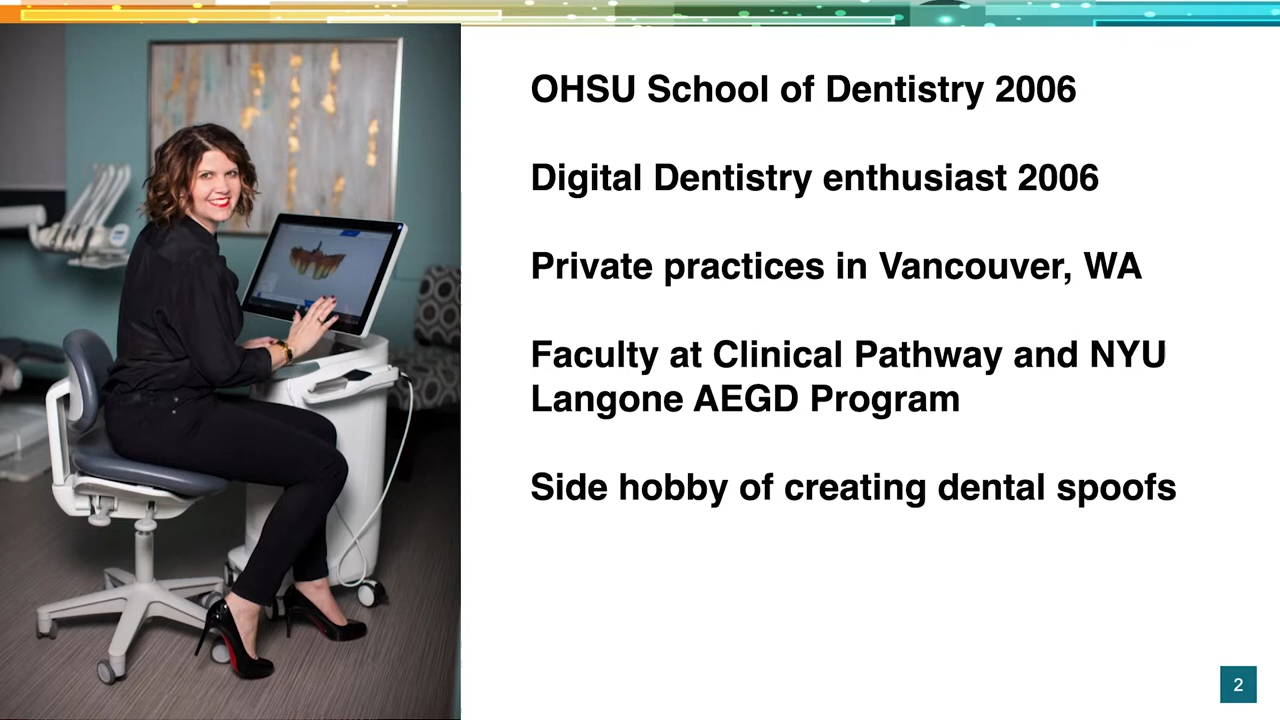 OHSU School of Dentistry 2006
Digital Dentistry enthusiast 2006
Private practices in Vancouver, WA
Faculty at Clinical Pathway and NYU
Langone AEGD Program
Side hobby of creating dental spoofs
2